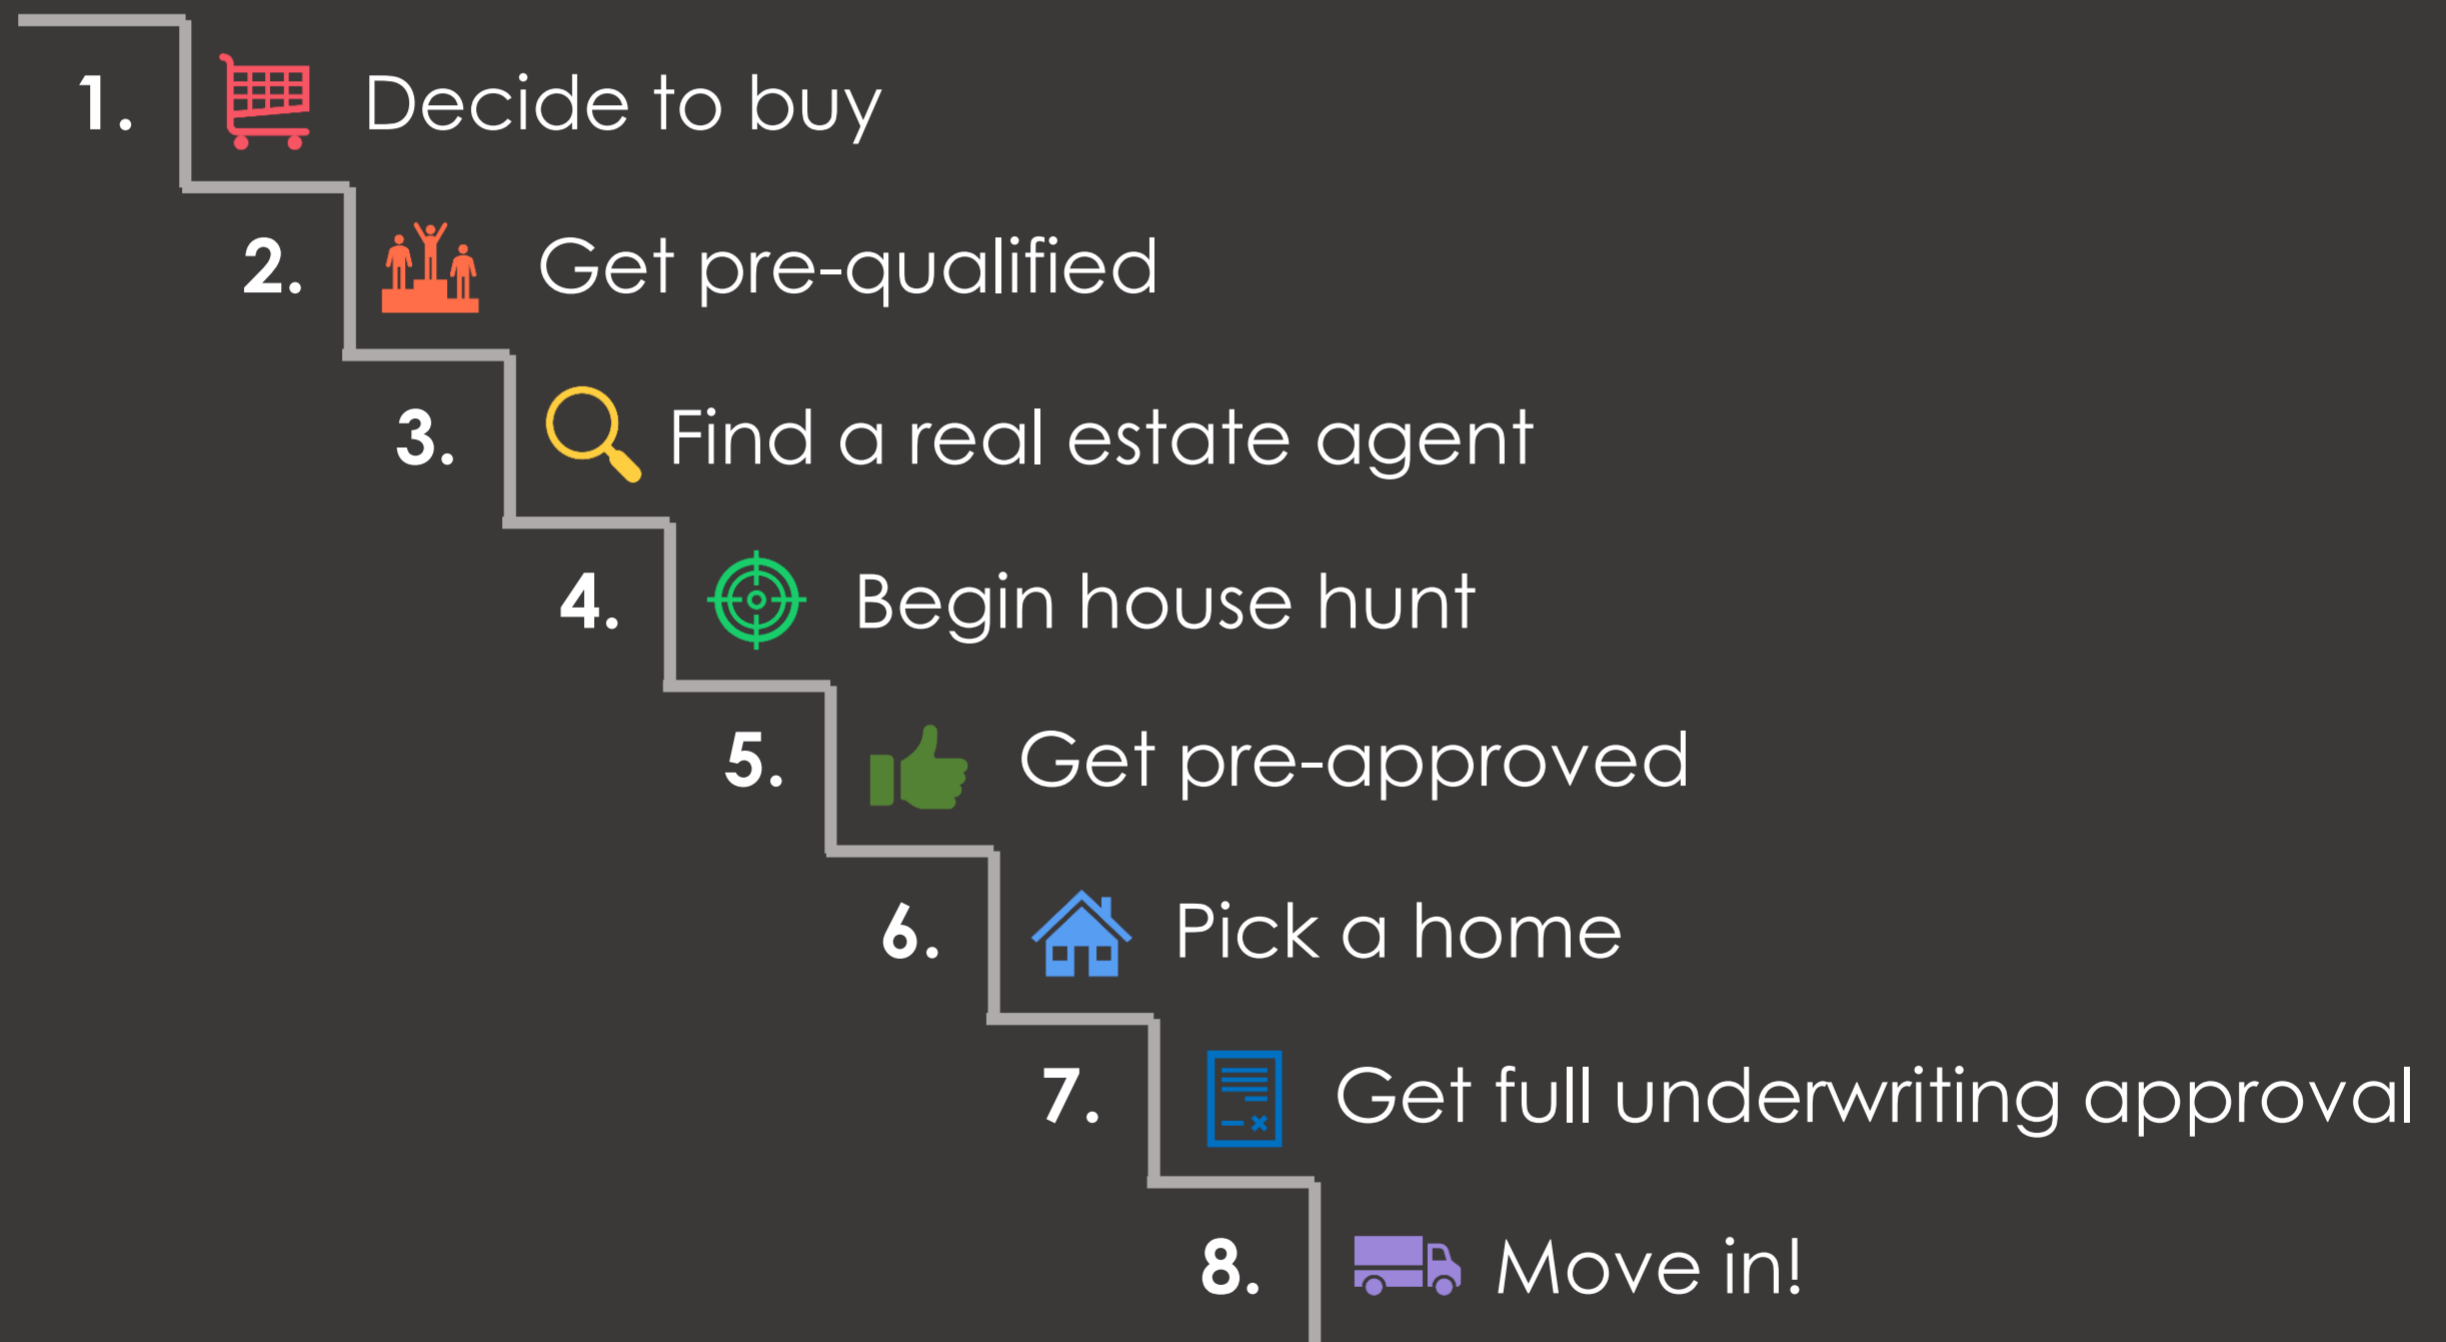 1. Decide to buy
2. Get pre-qualified
3. Find a real estate agent
4. Begin house hunt
5. Get pre-approved
6. Pick a home
7. Get full underwriting approval
8. Move in!